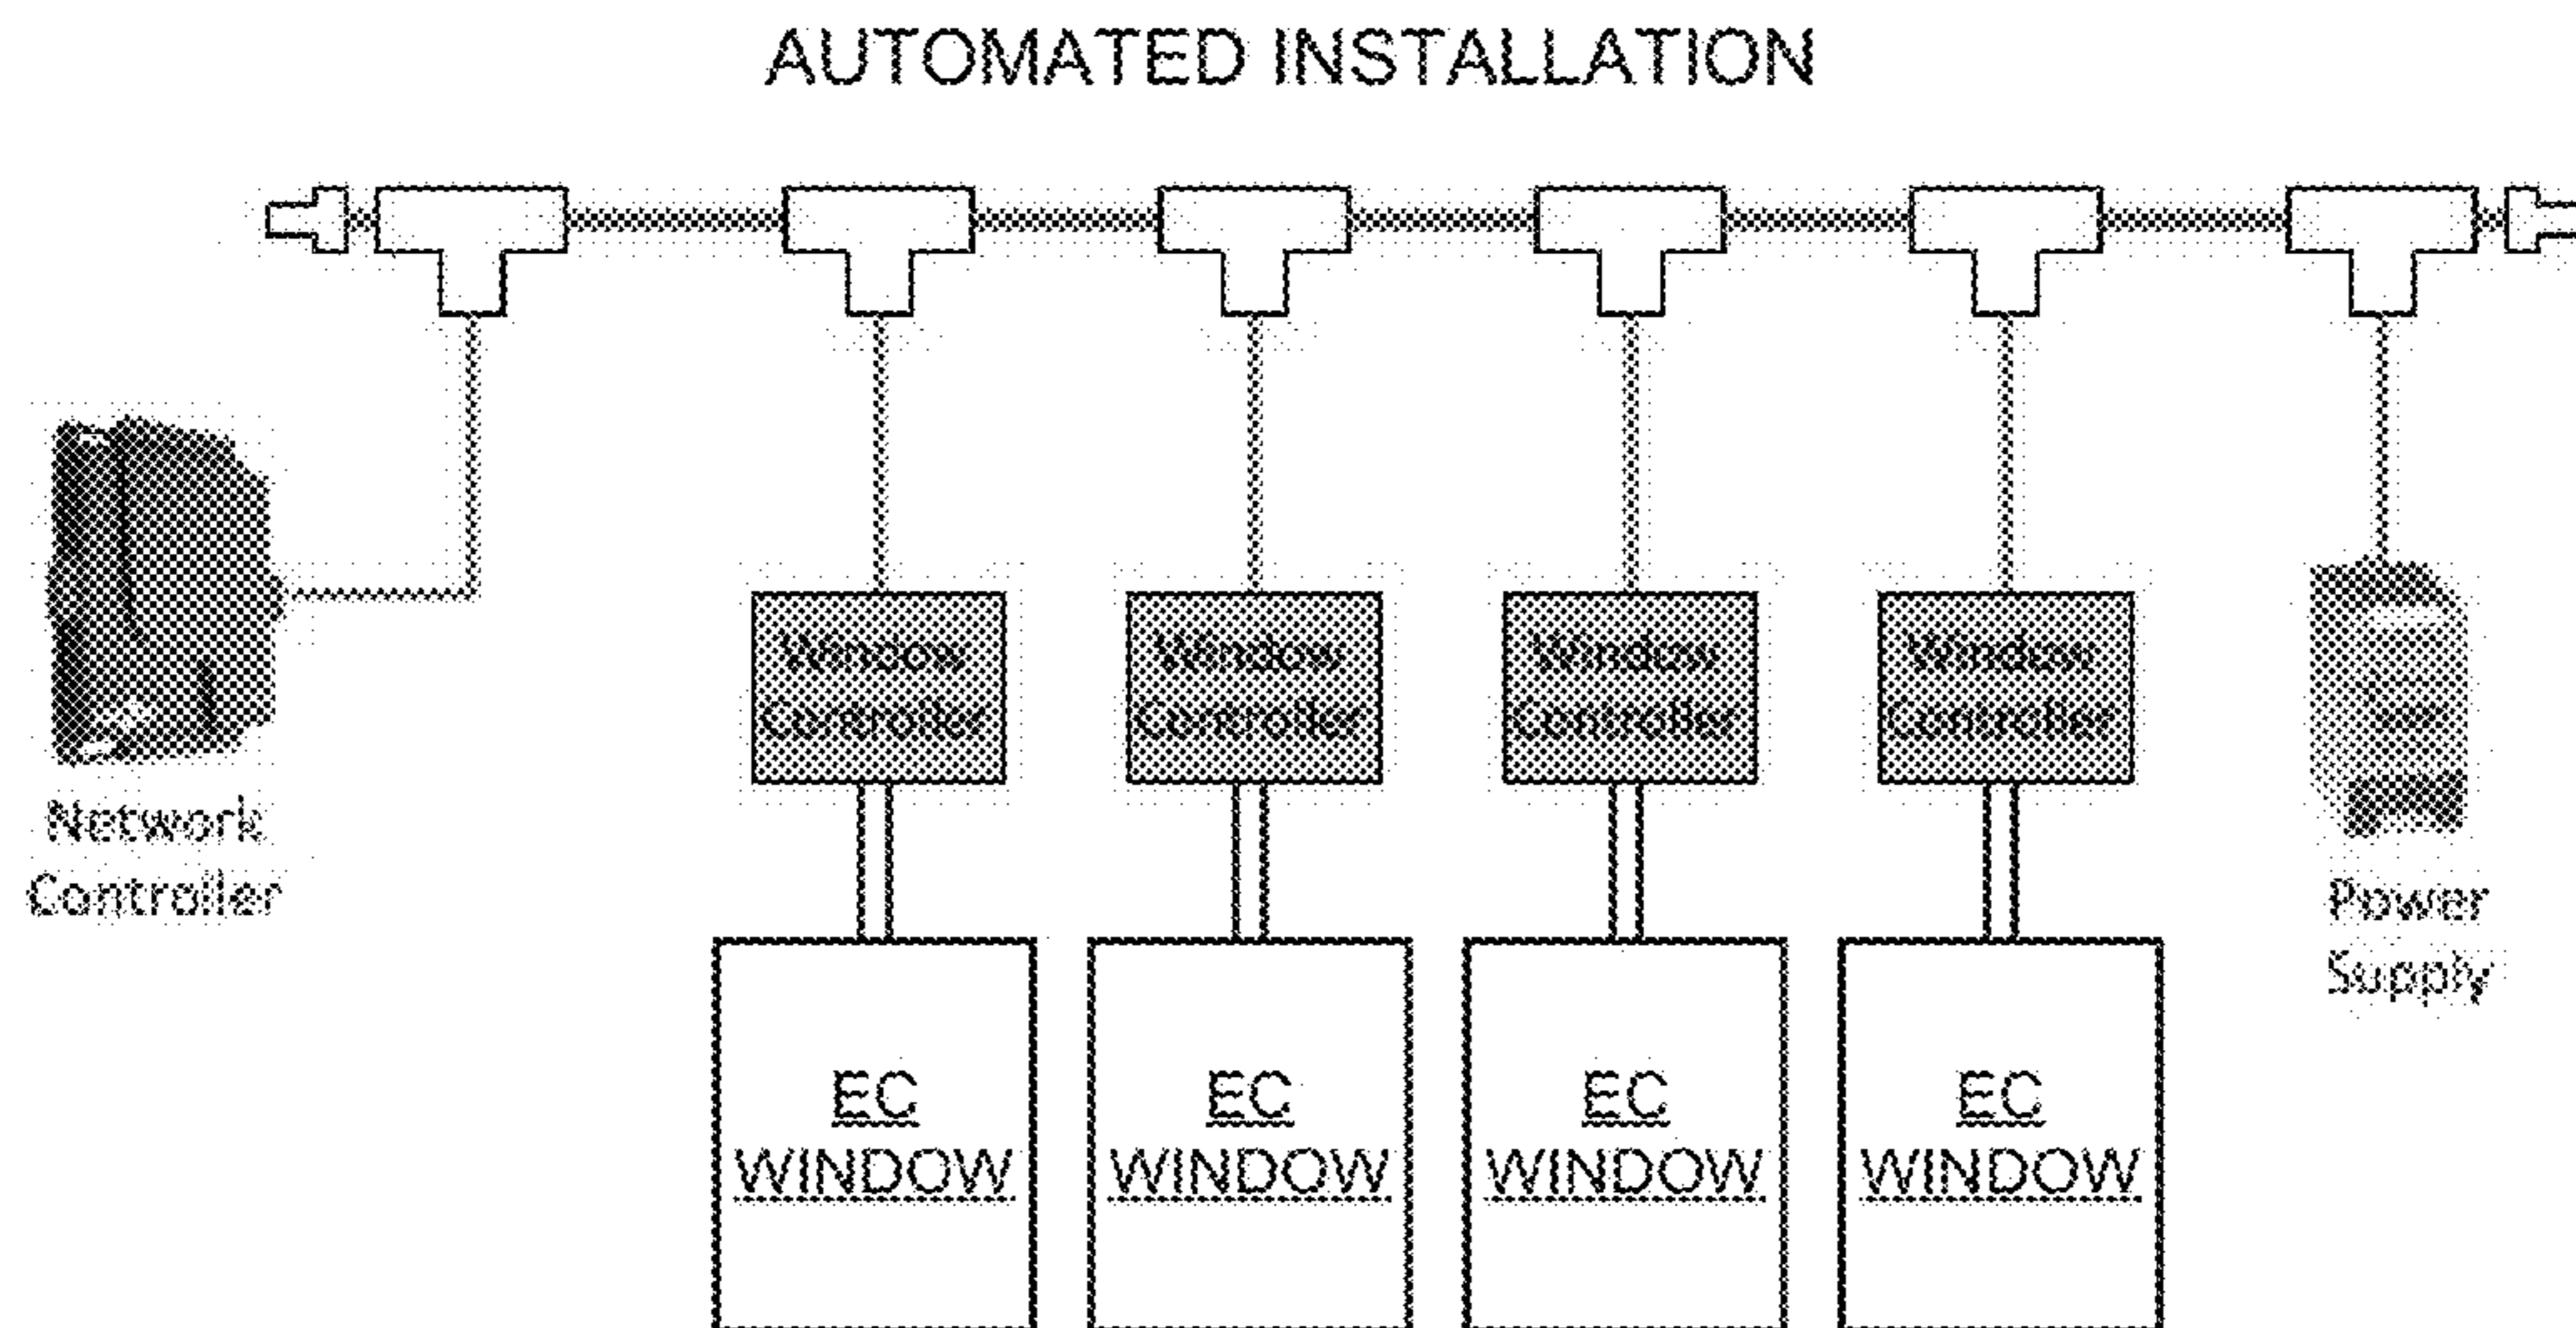 AUTOMATED INSTALLATION
Network
Controller
Window
Controller
Window
Controller
Window
Controller
Window
Controller
Power
Supply
EC
WINDOW
EC
WINDOW
EC
WINDOW
EC
WINDOW